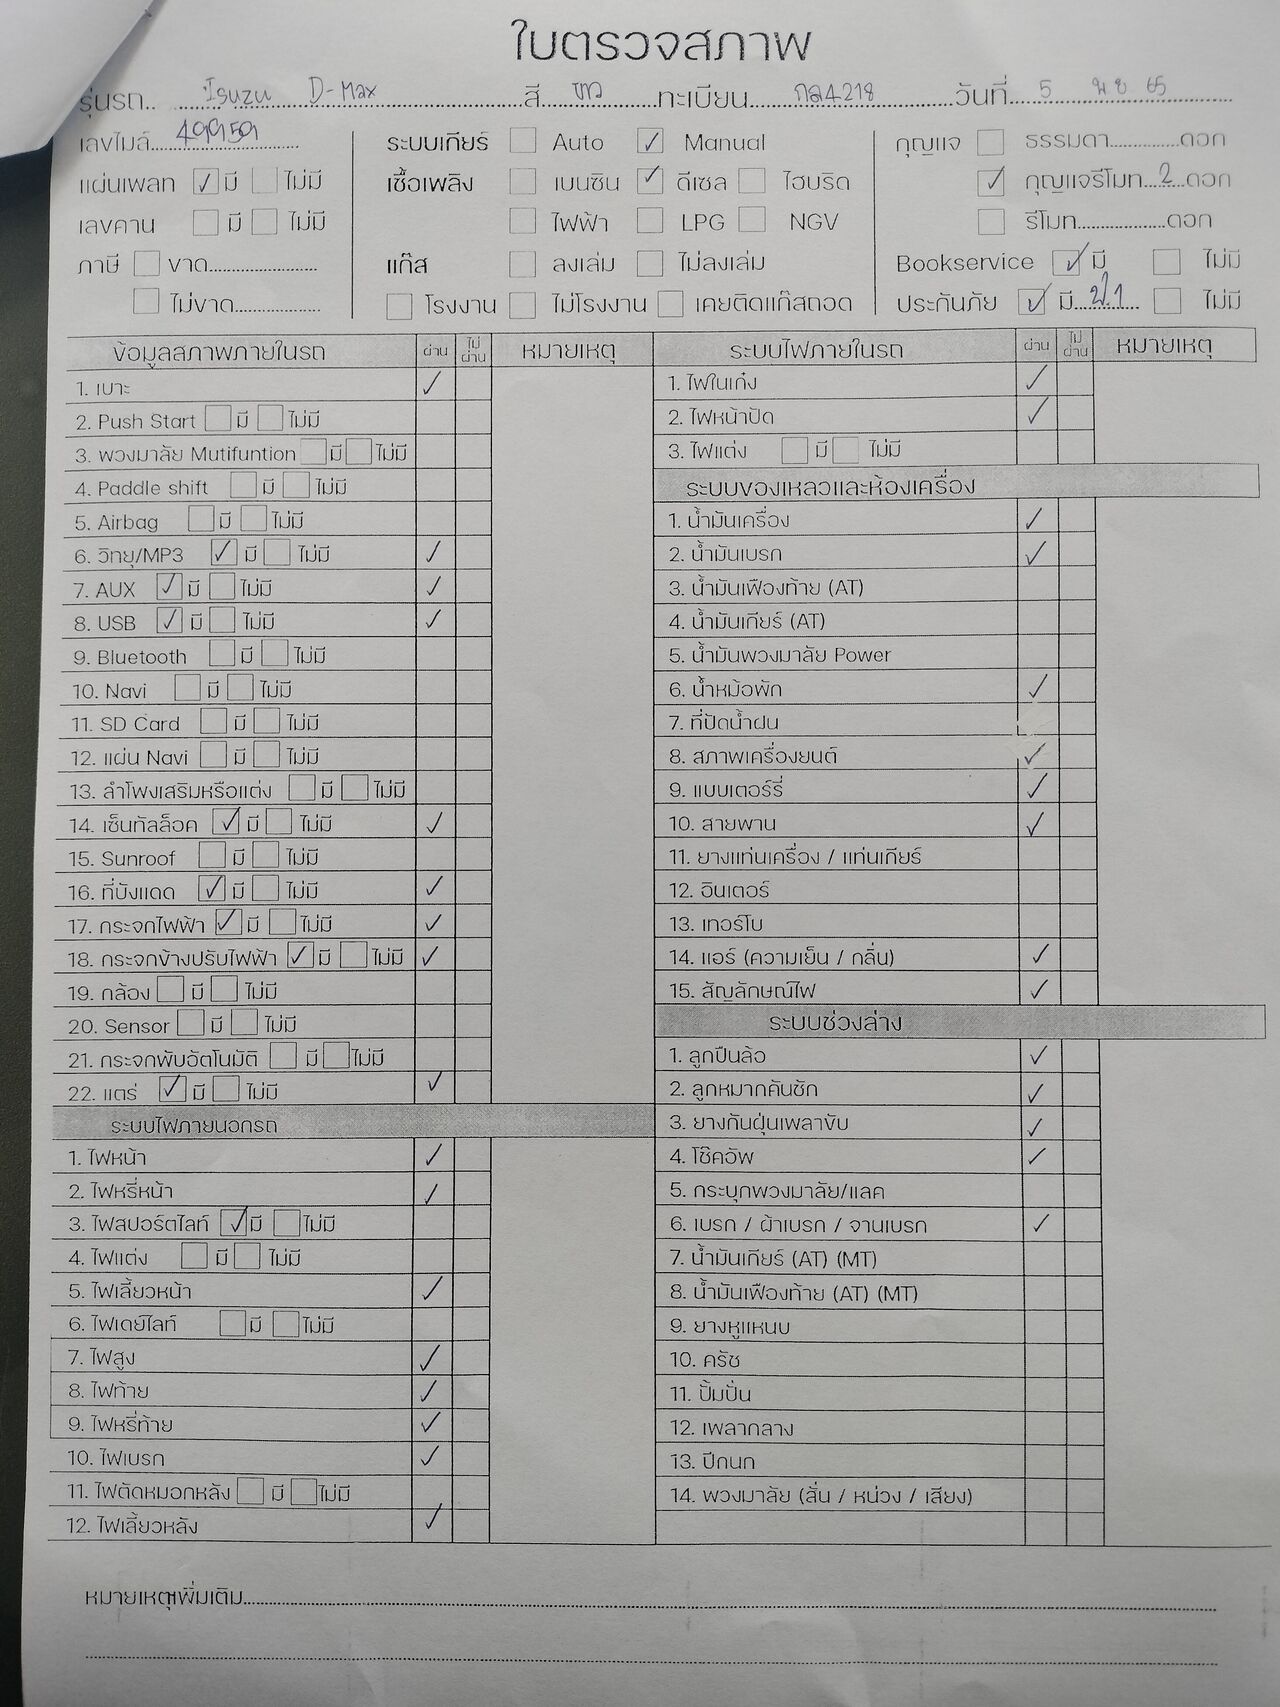 ใบตรวจสภาพ
รุ่นรถ.. Isuzu D-Max สี ขาว ทะเบียน กล4218 วันที่ 5 พ.ย. 65
เลขไมล์ ระบบเกียร์ ☐ Auto ☑ Manual กุญแจ ☐ ธรรมดา.............ดอก
แผ่นเพลท ☑ มี ☐ ไม่มี เชื้อเพลิง ☐ เบนซิน ☑ ดีเซล ☐ ไฮบริด ☑ กุญแจรีโมท....2...ดอก
เลขคาน ☐ มี ☐ ไม่มี ☐ ไฟฟ้า ☐ LPG ☐ NGV ☐ รีโมท.................ดอก
ภาษี ☐ ขาด..................... แก๊ส ☐ ลงเล่ม ☐ ไม่ลงเล่ม Bookservice ☑ มี ☐ ไม่มี
☐ ไม่ขาด................. ☐ โรงงาน ☐ ไม่โรงงาน ☐ เคยติดแก๊สถอด ประกันภัย ☑ มี ป.1 ☐ ไม่มี
ข้อมูลสภาพภายในรถ ผ่าน ไม่ผ่าน หมายเหตุ
1. เบาะ ✓
2. Push Start ☐ มี ☐ ไม่มี
3. พวงมาลัย Mutifuntion ☐ มี ☐ ไม่มี
4. Paddle shift ☐ มี ☐ ไม่มี
5. Airbag ☐ มี ☐ ไม่มี
6. วิทยุ/MP3 ☑ มี ☐ ไม่มี ✓
7. AUX ☑ มี ☐ ไม่มี ✓
8. USB ☑ มี ☐ ไม่มี ✓
9. Bluetooth ☐ มี ☐ ไม่มี
10. Navi ☐ มี ☐ ไม่มี
11. SD Card ☐ มี ☐ ไม่มี
12. แผ่น Navi ☐ มี ☐ ไม่มี
13. ลำโพงเสริมหรือแต่ง ☐ มี ☐ ไม่มี
14. เซ็นทัลล็อค ☑ มี ☐ ไม่มี ✓
15. Sunroof ☐ มี ☐ ไม่มี
16. ที่บังแดด ☑ มี ☐ ไม่มี ✓
17. กระจกไฟฟ้า ☑ มี ☐ ไม่มี ✓
18. กระจกข้างปรับไฟฟ้า ☑ มี ☐ ไม่มี ✓
19. กล้อง ☐ มี ☐ ไม่มี
20. Sensor ☐ มี ☐ ไม่มี
21. กระจกพับอัตโนมัติ ☐ มี ☐ ไม่มี
22. แตร่ ☑ มี ☐ ไม่มี ✓
ระบบไฟภายนอกรถ
1. ไฟหน้า ✓
2. ไฟหรี่หน้า ✓
3. ไฟสปอร์ตไลท์ ☑ มี ☐ ไม่มี
4. ไฟแต่ง ☐ มี ☐ ไม่มี
5. ไฟเลี้ยวหน้า ✓
6. ไฟเดย์ไลท์ ☐ มี ☐ ไม่มี
7. ไฟสูง ✓
8. ไฟท้าย ✓
9. ไฟหรี่ท้าย ✓
10. ไฟเบรก ✓
11. ไฟตัดหมอกหลัง ☐ มี ☐ ไม่มี
12. ไฟเลี้ยวหลัง ✓
ระบบไฟภายในรถ ผ่าน ไม่ผ่าน หมายเหตุ
1. ไฟในเก๋ง ✓
2. ไฟหน้าปัด ✓
3. ไฟแต่ง ☐ มี ☐ ไม่มี
ระบบของเหลวและห้องเครื่อง
1. น้ำมันเครื่อง ✓
2. น้ำมันเบรก ✓
3. น้ำมันเฟืองท้าย (AT)
4. น้ำมันเกียร์ (AT)
5. น้ำมันพวงมาลัย Power
6. น้ำหม้อพัก ✓
7. ที่ปัดน้ำฝน
8. สภาพเครื่องยนต์ ✓
9. แบบเตอร์รี่ ✓
10. สายพาน ✓
11. ยางแท่นเครื่อง / แท่นเกียร์
12. อินเตอร์
13. เทอร์โบ
14. แอร์ (ความเย็น / กลิ่น) ✓
15. สัญลักษณ์ไฟ ✓
ระบบช่วงล่าง
1. ลูกปืนล้อ ✓
2. ลูกหมากคันชัก ✓
3. ยางกันฝุ่นเพลาขับ ✓
4. โช๊คอัพ ✓
5. กระบุกพวงมาลัย/แลค
6. เบรก / ผ้าเบรก / จานเบรก ✓
7. น้ำมันเกียร์ (AT) (MT)
8. น้ำมันเฟืองท้าย (AT) (MT)
9. ยางหูแหนบ
10. ครัช
11. ปั้มปั่น
12. เพลากลาง
13. ปีกนก
14. พวงมาลัย (สั่น / หน่วง / เสียง)
หมายเหตุเพิ่มเติม